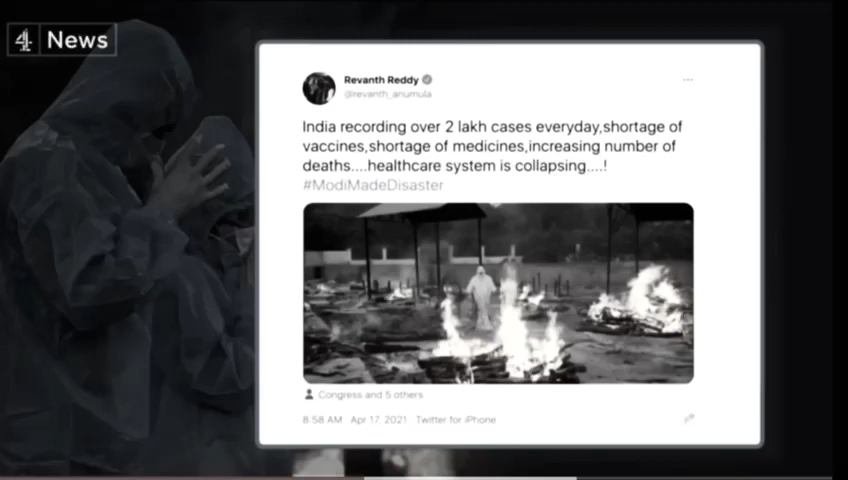 4 News
Revanth Reddy
@revanth_anumula
India recording over 2 lakh cases everyday,shortage of
vaccines,shortage of medicines,increasing number of
deaths....healthcare system is collapsing....!
#ModiMadeDisaster
Congress and 5 others
8:58 AM · Apr 17, 2021 · Twitter for iPhone